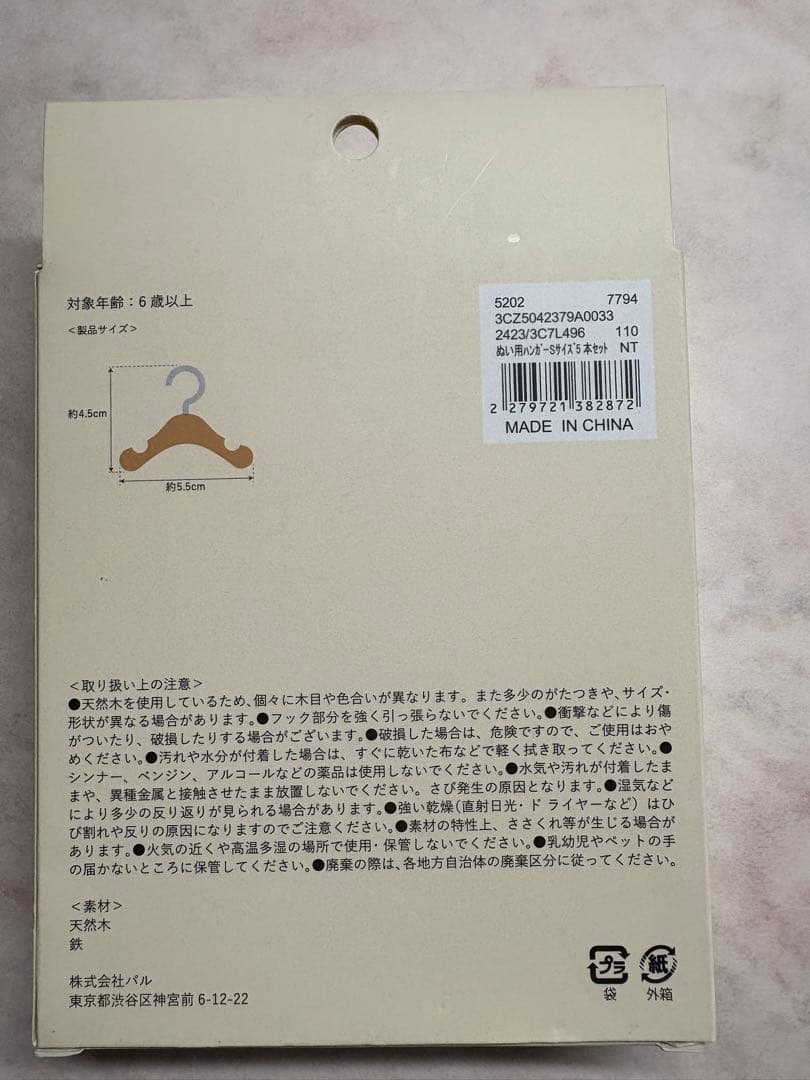 対象年齢：6歳以上
＜製品サイズ＞
約4.5cm
約5.5cm
5202 7794
3CZ5042379A0033
2423/3C7L496 110
ぬい用ﾊﾝｶﾞｰSｻｲｽﾞ5本ｾｯﾄ NT
2 279721 382872
MADE IN CHINA
＜取り扱い上の注意＞
●天然木を使用しているため、個々に木目や色合いが異なります。また多少のがたつきや、サイズ・
形状が異なる場合があります。●フック部分を強く引っ張らないでください。●衝撃などにより傷
がついたり、破損したりする場合がございます。●破損した場合は、危険ですので、ご使用はおや
めください。●汚れや水分が付着した場合は、すぐに乾いた布などで軽く拭き取ってください。●
シンナー、ベンジン、アルコールなどの薬品は使用しないでください。●水気や汚れが付着したま
まや、異種金属と接触させたまま放置しないでください。さび発生の原因となります。●湿気など
により多少の反り返りが見られる場合があります。●強い乾燥(直射日光・ド ライヤーなど) はひ
び割れや反りの原因になりますのでご注意ください。●素材の特性上、ささくれ等が生じる場合が
あります。●火気の近くや高温多湿の場所で使用・保管しないでください。●乳幼児やペットの手
の届かないところに保管してください。●廃棄の際は、各地方自治体の廃棄区分に従ってください。
＜素材＞
天然木
鉄
株式会社パル
東京都渋谷区神宮前 6-12-22
プラ 紙
袋 外箱